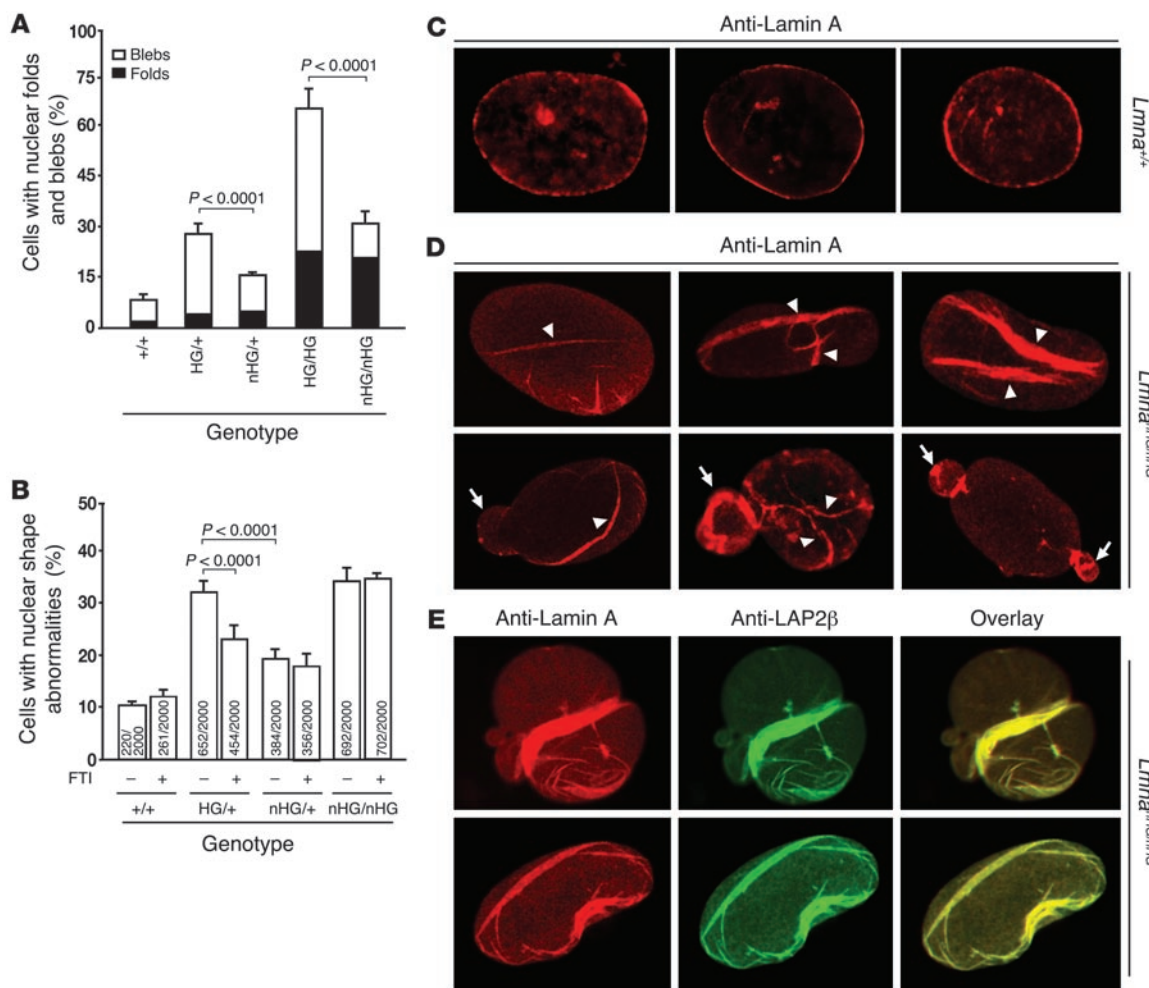 A
Cells with nuclear folds
and blebs (%)
100
75
60
45
30
15
0
Blebs
Folds
P < 0.0001
P < 0.0001
+/+
HG/+
nHG/+
HG/HG
nHG/nHG
Genotype
B
Cells with nuclear shape
abnormalities (%)
50
40
30
20
10
0
P < 0.0001
P < 0.0001
220/
2000
261/2000
652/2000
454/2000
384/2000
356/2000
692/2000
702/2000
FTI
– + – + – + – +
+/+ HG/+ nHG/+ nHG/nHG
Genotype
C
Anti-Lamin A
Lmna+/+
D
Anti-Lamin A
E
Anti-Lamin A Anti-LAP2β Overlay